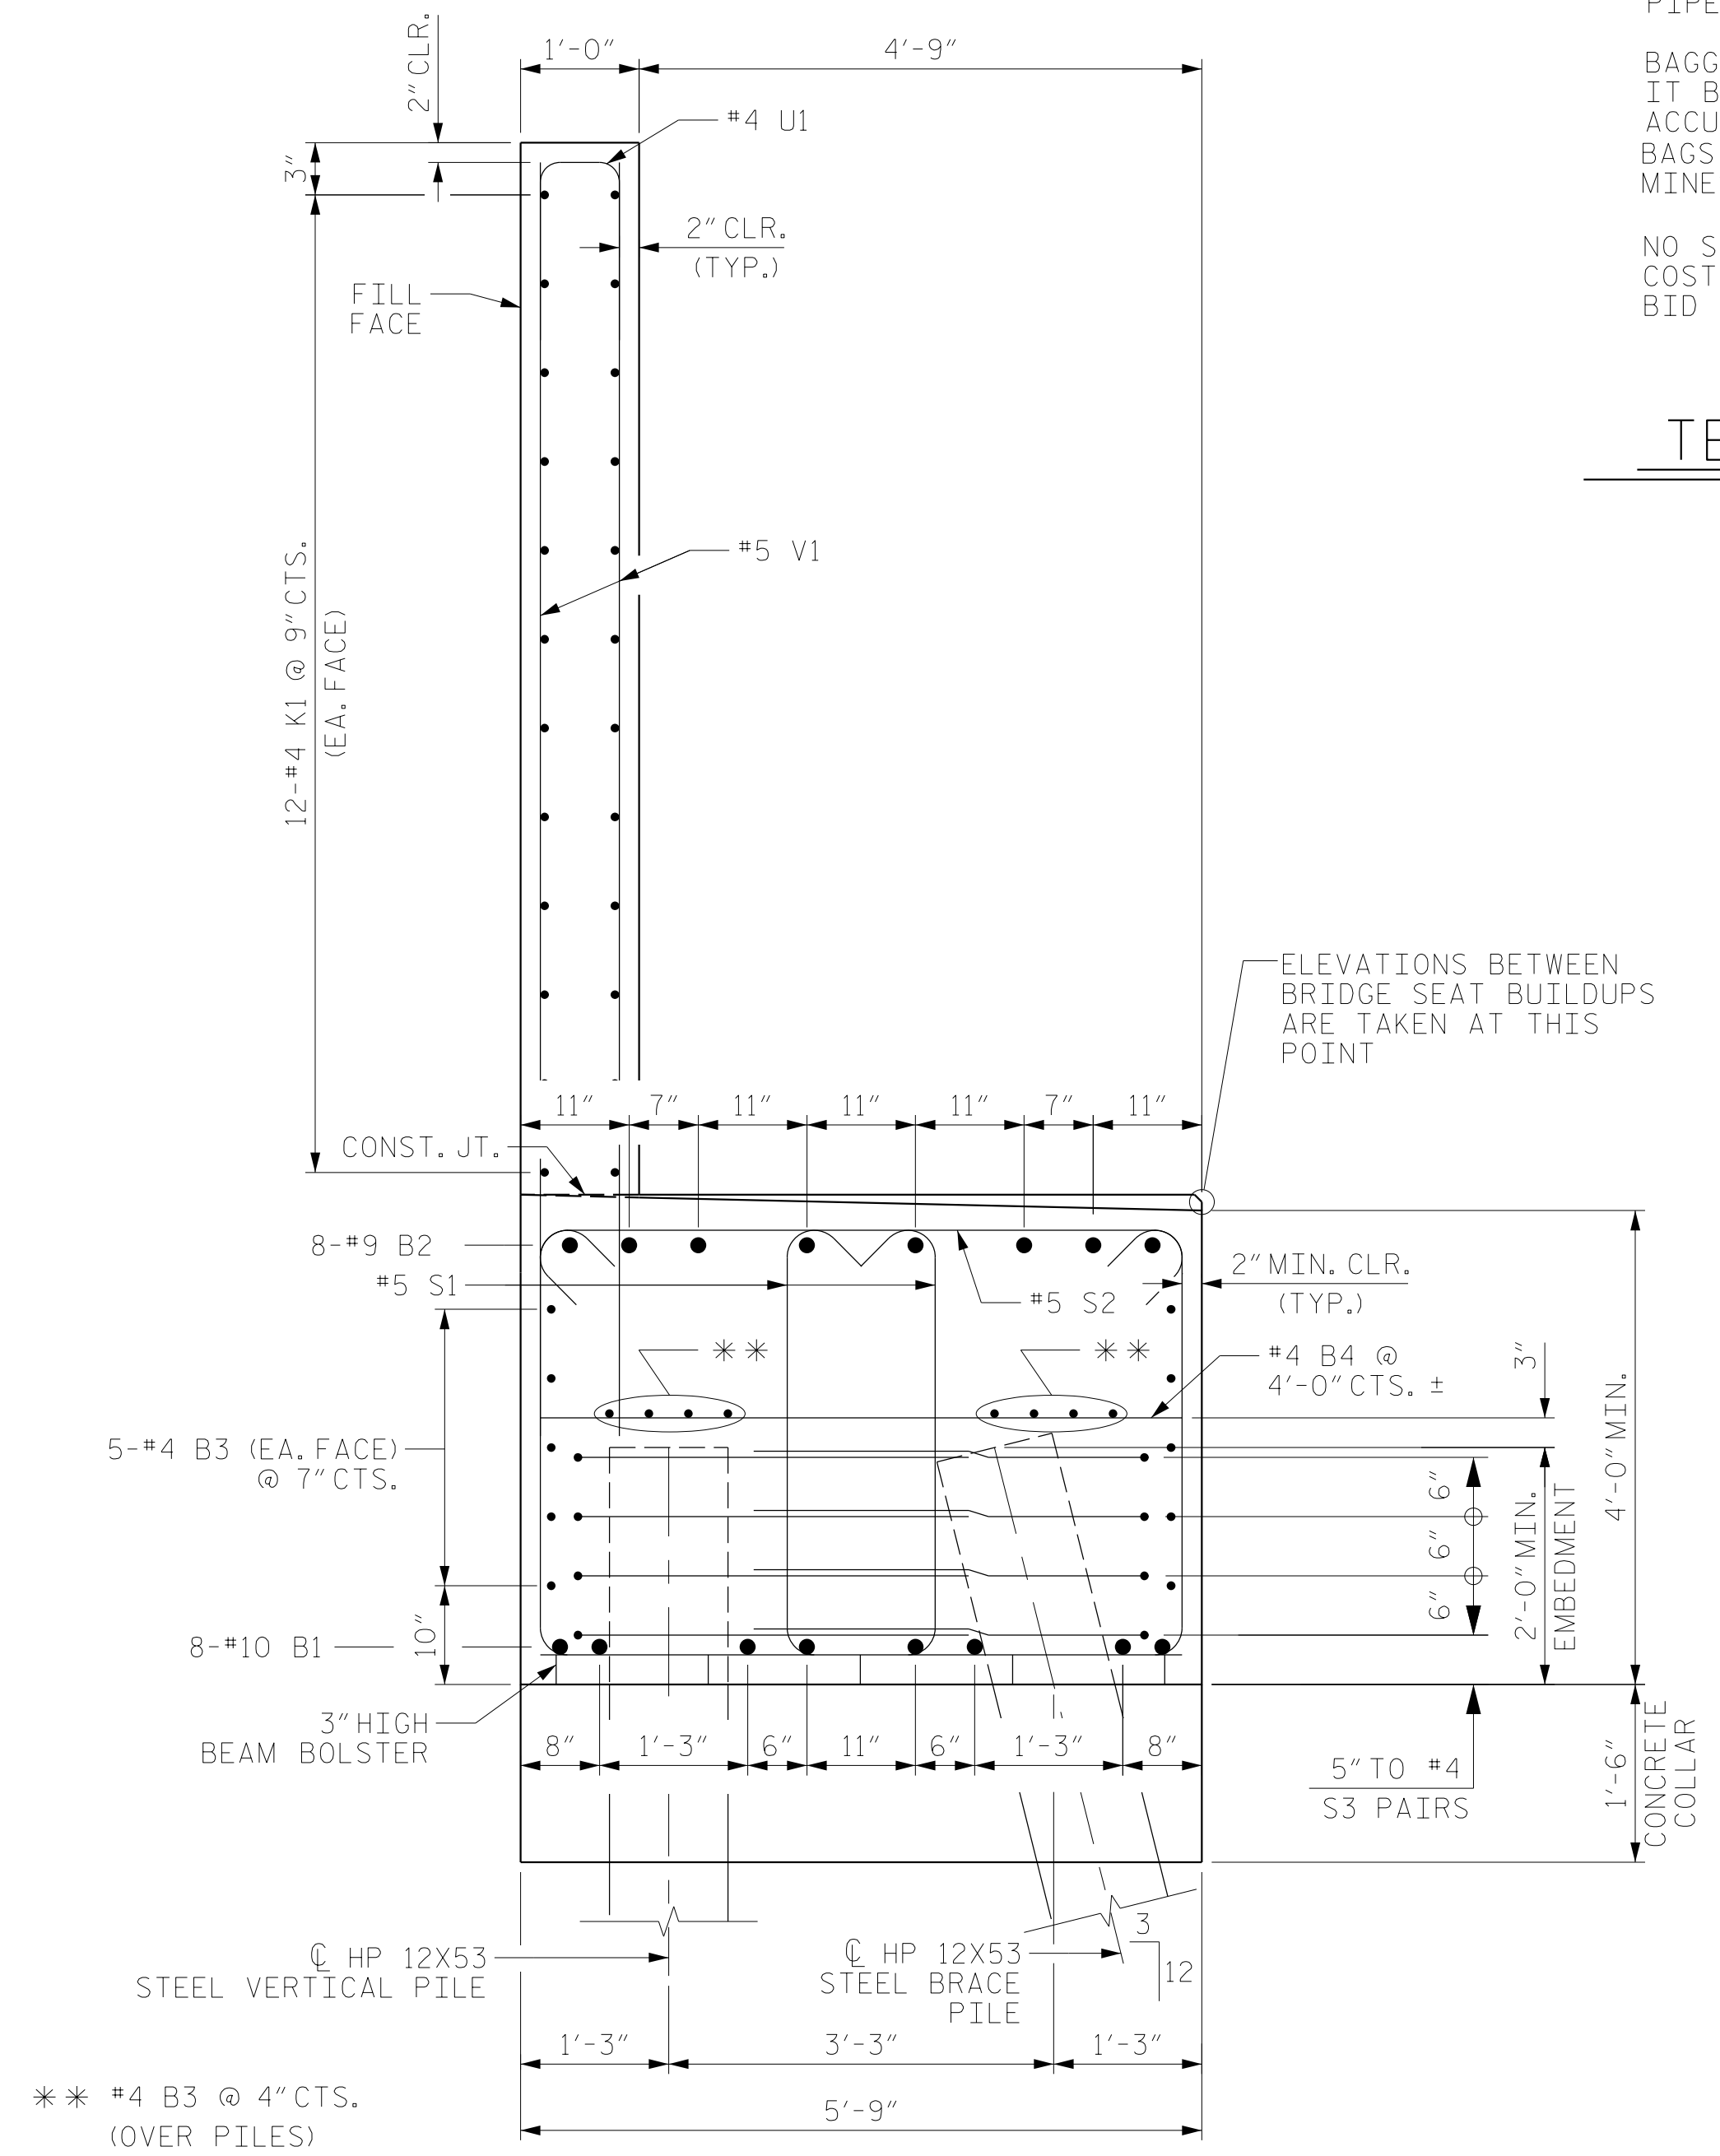 PIPE
1'-0"
4'-9"
2" CLR.
BAGG
IT B
ACCU
BAGS
MINE
#4 U1
3"
2" CLR.
(TYP.)
NO S
COST
BID
FILL
FACE
TE
#5 V1
12-#4 K1 @ 9" CTS.
(EA. FACE)
ELEVATIONS BETWEEN
BRIDGE SEAT BUILDUPS
ARE TAKEN AT THIS
POINT
11" 7" 11" 11" 11" 7" 11"
CONST. JT.
8-#9 B2
#5 S1
#5 S2
2" MIN. CLR.
(TYP.)
** **
#4 B4 @
4'-0" CTS. ±
3"
4'-0" MIN.
5-#4 B3 (EA. FACE)
@ 7" CTS.
6"
6"
6"
2'-0" MIN.
EMBEDMENT
10"
8-#10 B1
3" HIGH
BEAM BOLSTER
8" 1'-3" 6" 11" 6" 1'-3" 8"
5" TO #4
S3 PAIRS
1'-6"
CONCRETE
COLLAR
℄ HP 12X53
STEEL VERTICAL PILE
℄ HP 12X53
STEEL BRACE
PILE
3
12
1'-3" 3'-3" 1'-3"
5'-9"
** #4 B3 @ 4" CTS.
(OVER PILES)